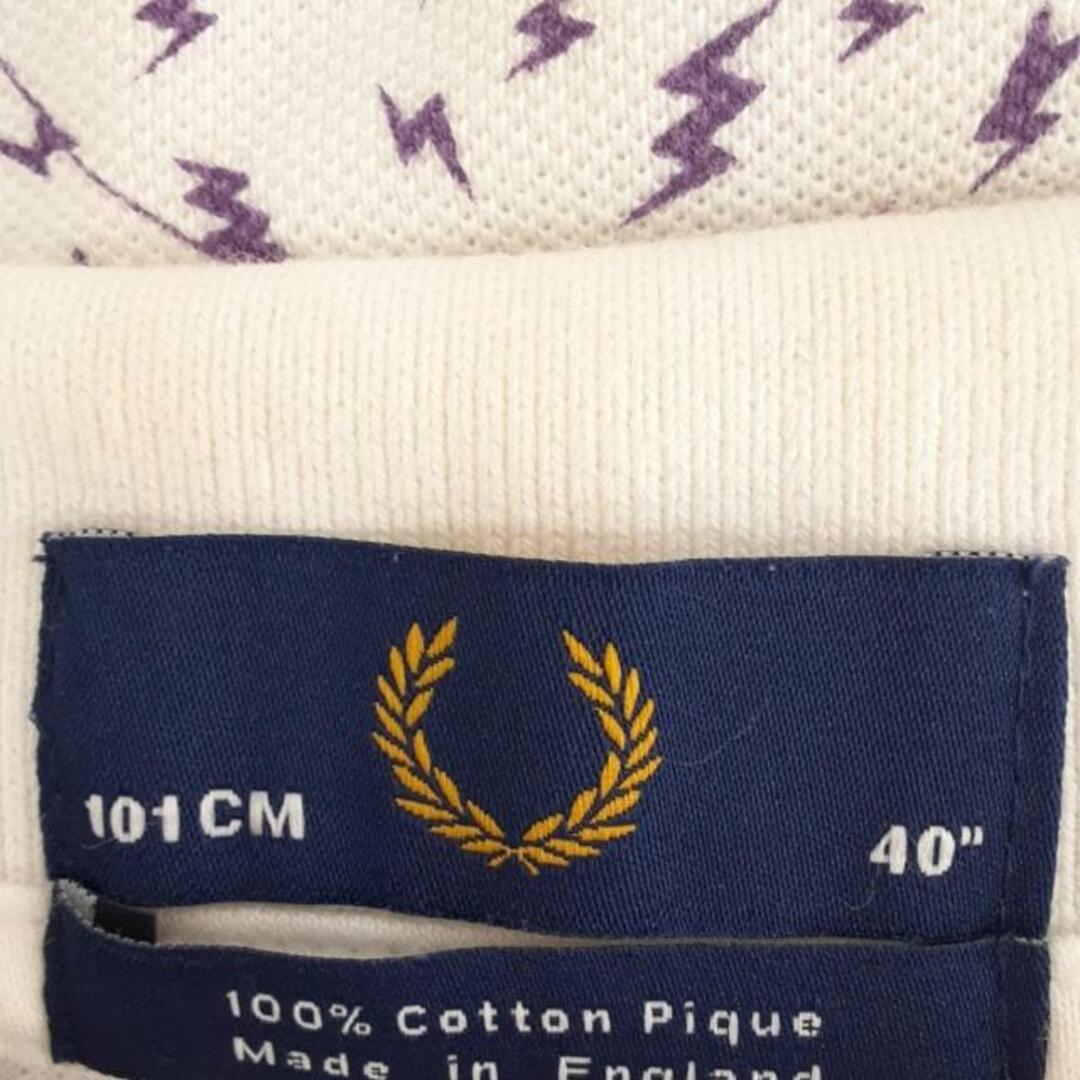 101 CM 40"
100% Cotton Pique
Made in England